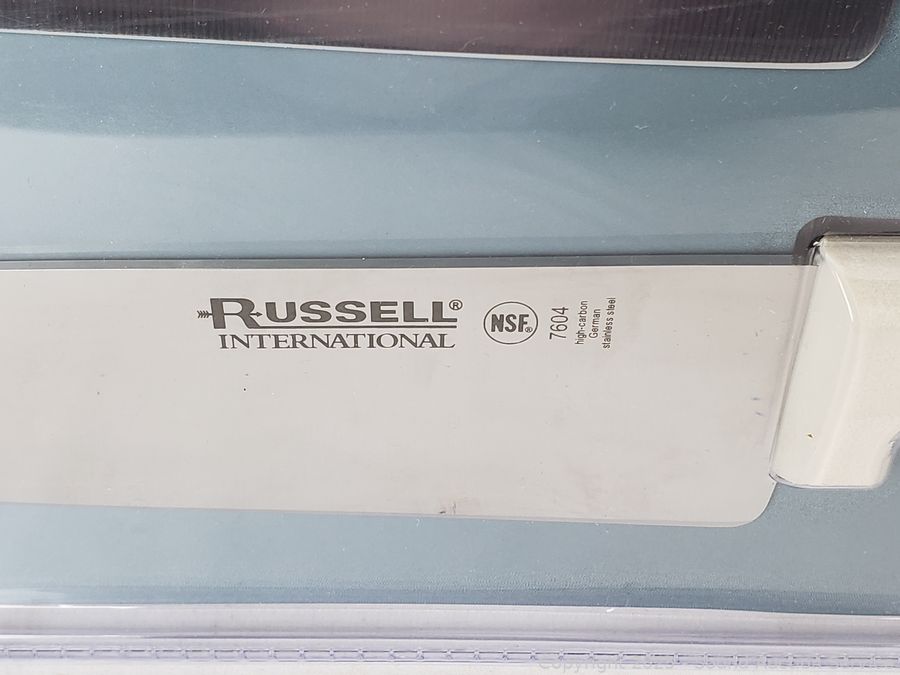 RUSSELL®
INTERNATIONAL
NSF®
7604
high-carbon
German
stainless steel